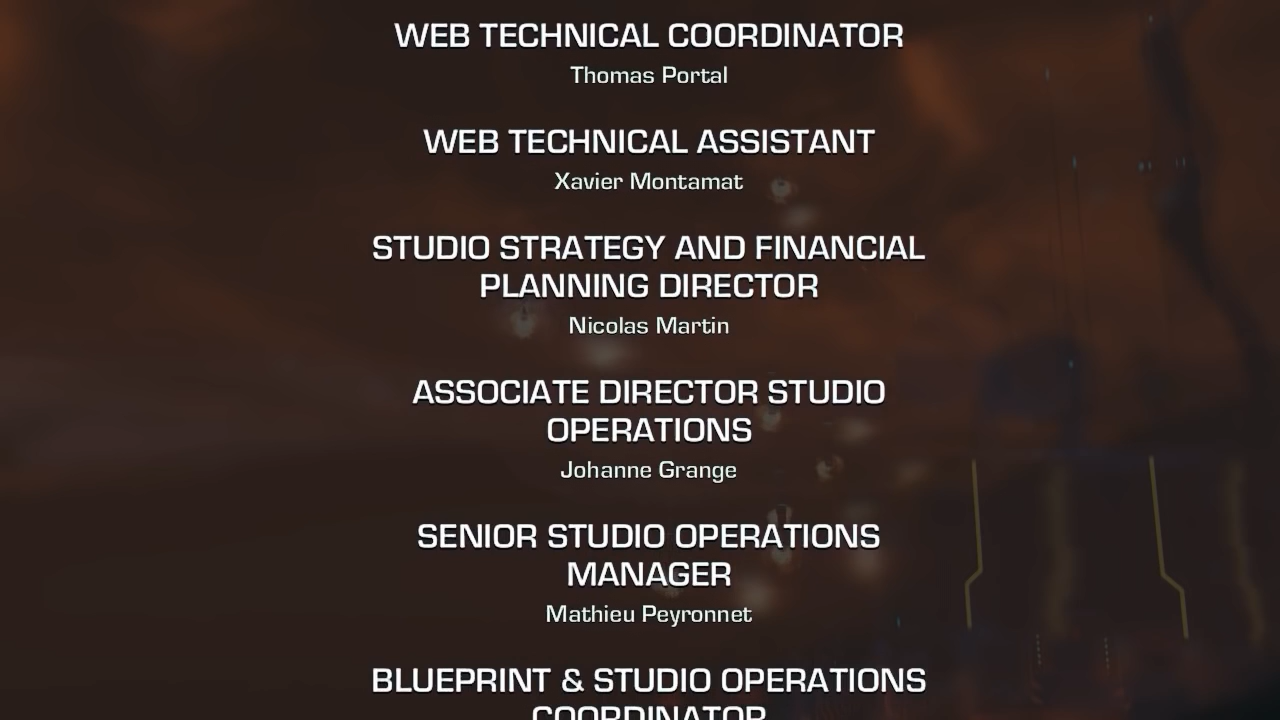 WEB TECHNICAL COORDINATOR
Thomas Portal
WEB TECHNICAL ASSISTANT
Xavier Montamat
STUDIO STRATEGY AND FINANCIAL
PLANNING DIRECTOR
Nicolas Martin
ASSOCIATE DIRECTOR STUDIO
OPERATIONS
Johanne Grange
SENIOR STUDIO OPERATIONS
MANAGER
Mathieu Peyronnet
BLUEPRINT & STUDIO OPERATIONS
COORDINATOR